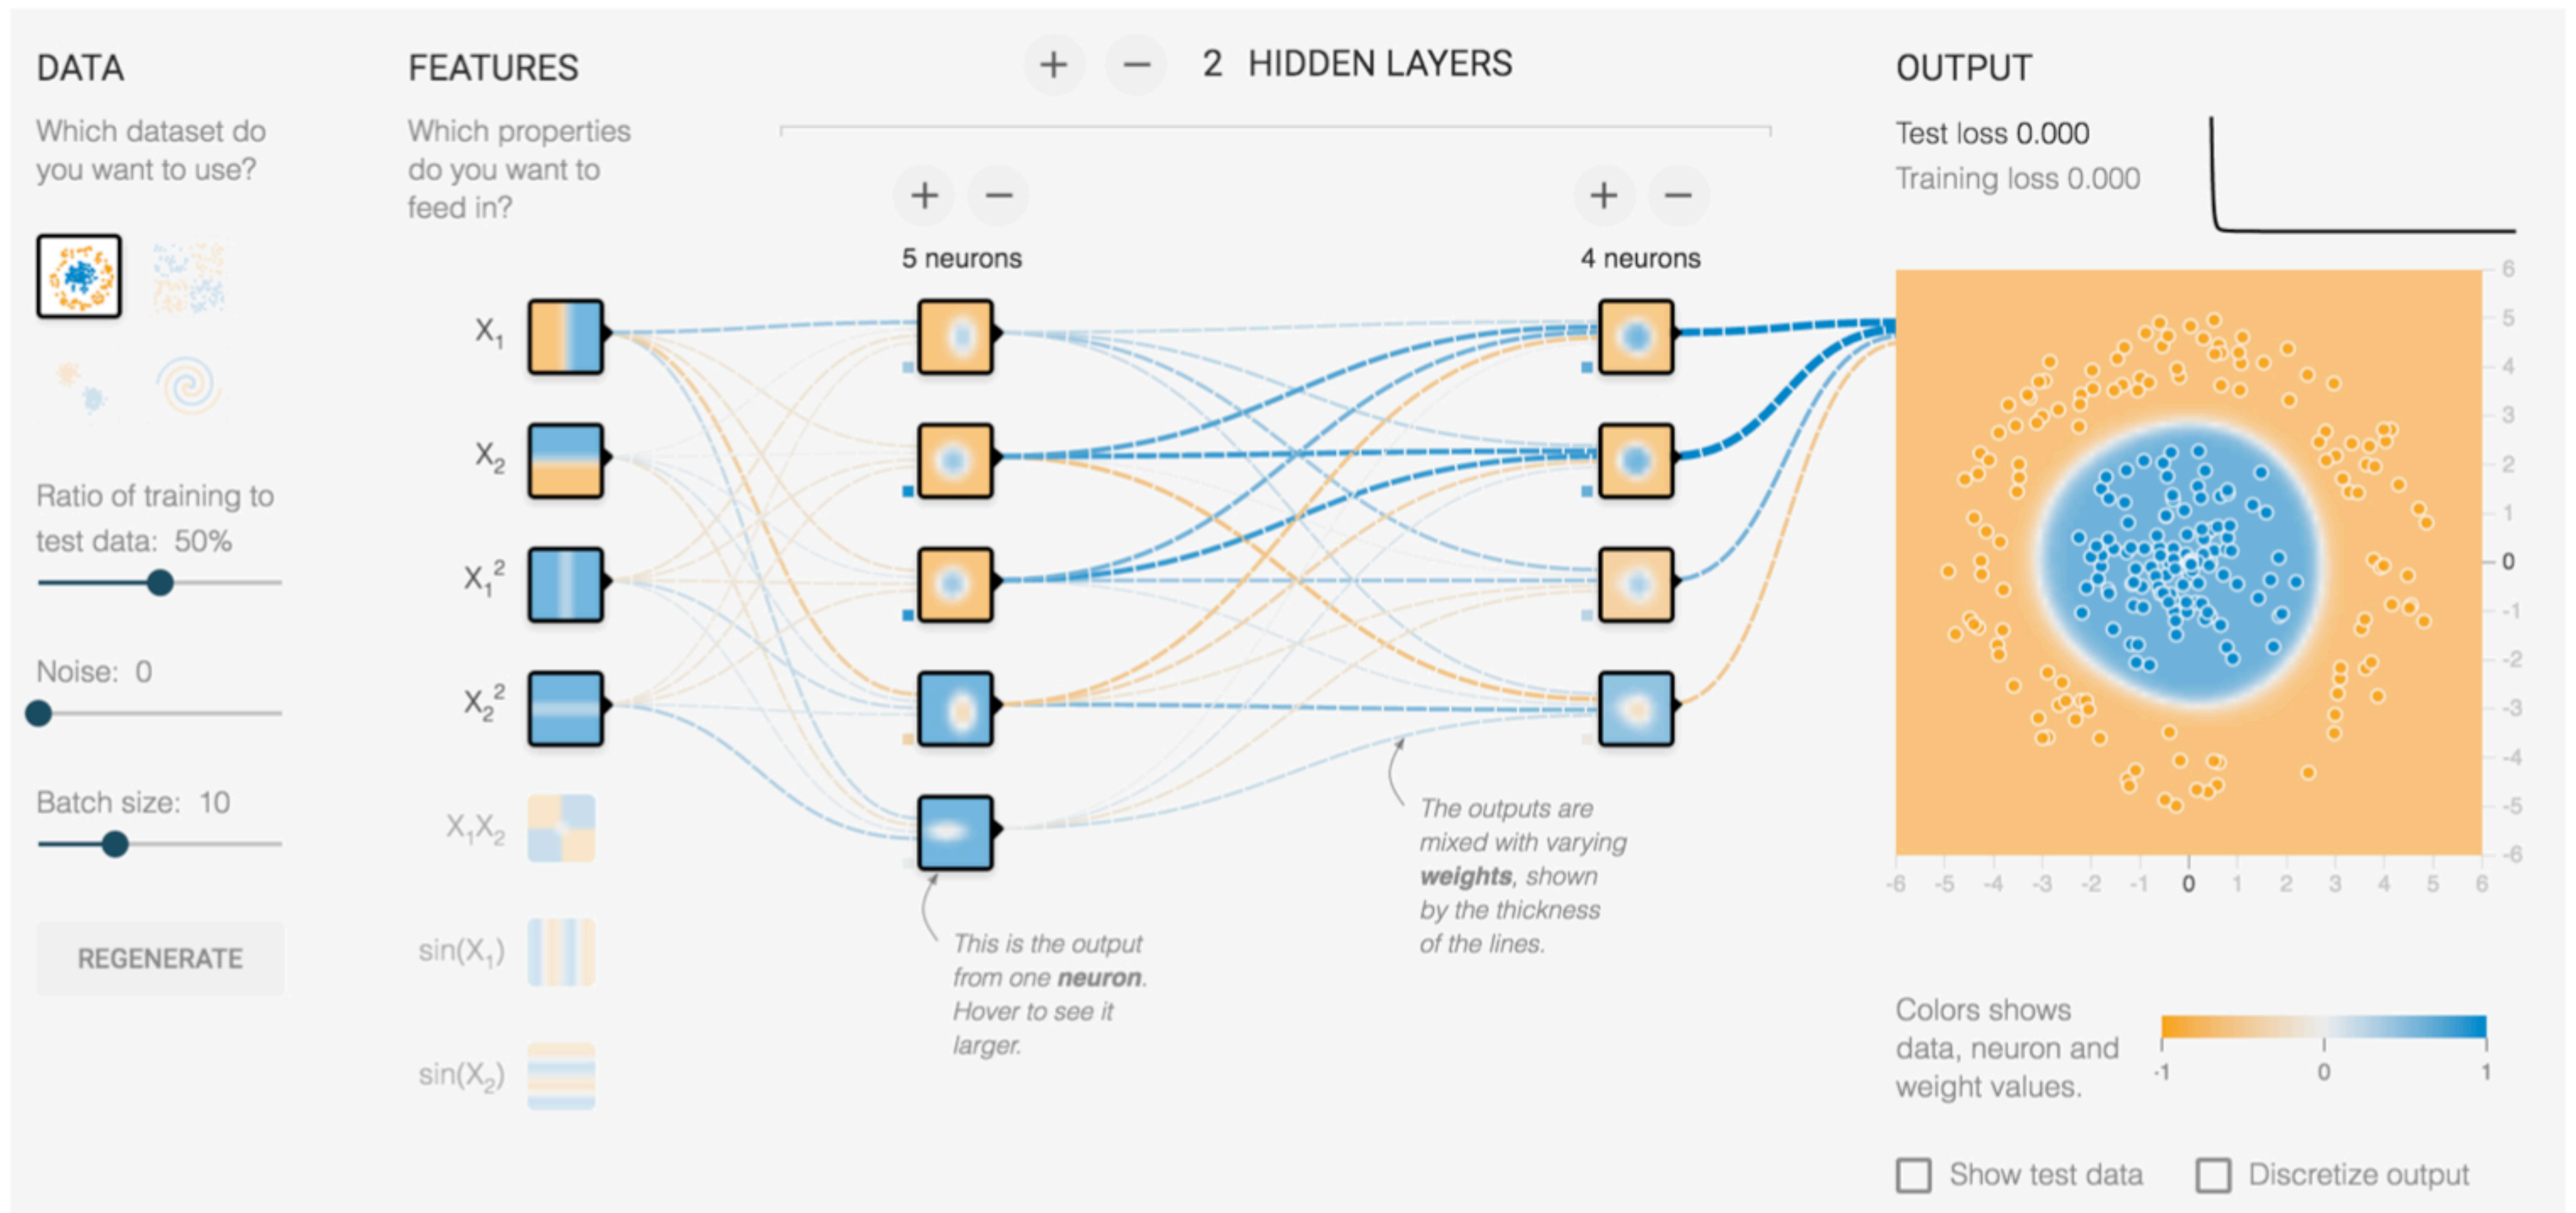 DATA
Which dataset do
you want to use?
Ratio of training to
test data: 50%
Noise: 0
Batch size: 10
REGENERATE
FEATURES
Which properties
do you want to
feed in?
X1
X2
X1²
X2²
X1X2
sin(X1)
sin(X2)
+ − 2 HIDDEN LAYERS
+ −
5 neurons
+ −
4 neurons
This is the output
from one neuron.
Hover to see it
larger.
The outputs are
mixed with varying
weights, shown
by the thickness
of the lines.
OUTPUT
Test loss 0.000
Training loss 0.000
6
5
4
3
2
1
0
-1
-2
-3
-4
-5
-6
-6 -5 -4 -3 -2 -1 0 1 2 3 4 5 6
Colors shows
data, neuron and
weight values.
-1 0 1
Show test data
Discretize output